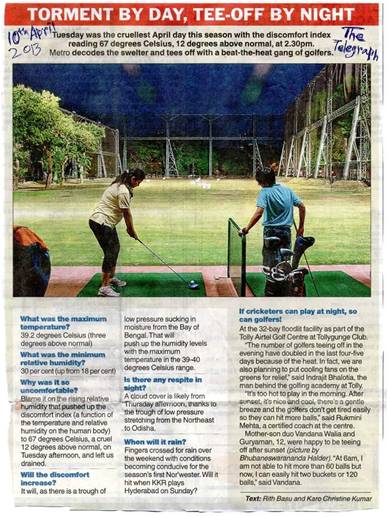 TORMENT BY DAY, TEE-OFF BY NIGHT
10th April
2013
Tuesday was the cruellest April day this season with the discomfort index
reading 67 degrees Celsius, 12 degrees above normal, at 2.30pm.
Metro decodes the swelter and tees off with a beat-the-heat gang of golfers.
The
Telegraph
What was the maximum
temperature?
39.2 degrees Celsius (three
degrees above normal)
What was the minimum
relative humidity?
30 per cent (up from 18 per cent)
Why was it so
uncomfortable?
Blame it on the rising relative
humidity that pushed up the
discomfort index (a function of
the temperature and relative
humidity on the human body)
to 67 degrees Celsius, a cruel
12 degrees above normal, on
Tuesday afternoon, and left us
drained.
Will the discomfort
increase?
It will, as there is a trough of
low pressure sucking in
moisture from the Bay of
Bengal. That will
push up the humidity levels
with the maximum
temperature in the 39-40
degrees Celsius range.
Is there any respite in
sight?
A cloud cover is likely from
Thursday afternoon, thanks to
the trough of low pressure
stretching from the Northeast
to Odisha.
When will it rain?
Fingers crossed for rain over
the weekend with conditions
becoming conducive for the
season's first Nor'wester. Will it
hit when KKR plays
Hyderabad on Sunday?
If cricketers can play at night, so
can golfers!
At the 32-bay floodlit facility as part of the
Tolly Airtel Golf Centre at Tollygunge Club.
"The number of golfers teeing off in the
evening have doubled in the last four-five
days because of the heat. In fact, we are
also planning to put cooling fans on the
greens for relief," said Indrajit Bhalotia, the
man behind the golfing academy at Tolly.
"It's too hot to play in the morning. After
sunset, it's nice and cool, there's a gentle
breeze and the golfers don't get tired easily
so they can hit more balls," said Rukmini
Mehta, a certified coach at the centre.
Mother-son duo Vandana Walia and
Guryaman, 12, were happy to be teeing
off after sunset (picture by
Bhubaneswarananda Halder). "At 6am, I
am not able to hit more than 60 balls but
now, I can easily hit two buckets or 120
balls," said Vandana.
Text: Rith Basu and Karo Christine Kumar